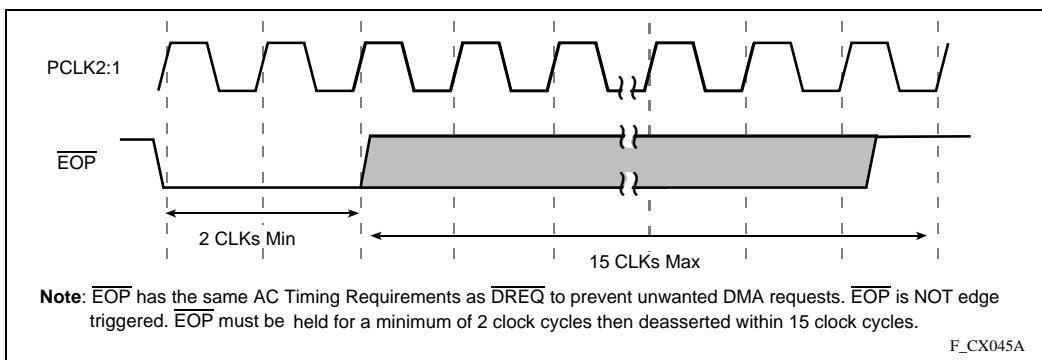 PCLK2:1
EOP
2 CLKs Min
15 CLKs Max
Note: EOP has the same AC Timing Requirements as DREQ to prevent unwanted DMA requests. EOP is NOT edge
triggered. EOP must be held for a minimum of 2 clock cycles then deasserted within 15 clock cycles.
F_CX045A